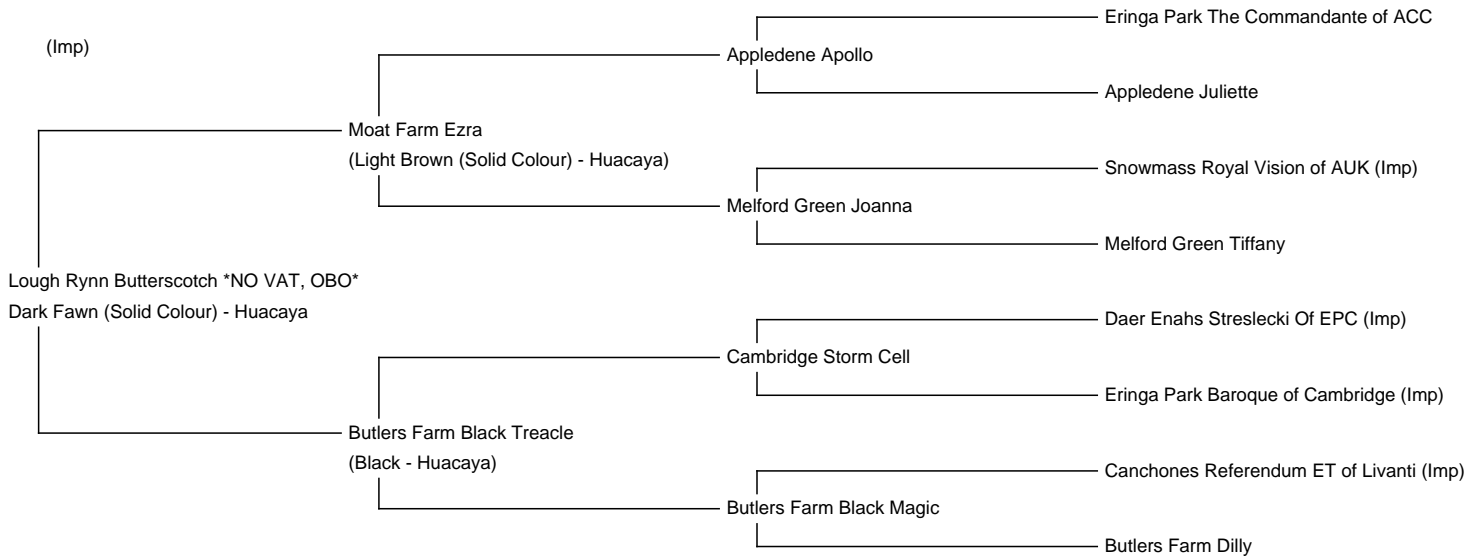 Eringa Park The Commandante of ACC
(Imp)
Appledene Apollo
Appledene Juliette
Moat Farm Ezra
(Light Brown (Solid Colour) - Huacaya)
Snowmass Royal Vision of AUK (Imp)
Melford Green Joanna
Melford Green Tiffany
Lough Rynn Butterscotch *NO VAT, OBO*
Dark Fawn (Solid Colour) - Huacaya
Daer Enahs Streslecki Of EPC (Imp)
Cambridge Storm Cell
Eringa Park Baroque of Cambridge (Imp)
Butlers Farm Black Treacle
(Black - Huacaya)
Canchones Referendum ET of Livanti (Imp)
Butlers Farm Black Magic
Butlers Farm Dilly